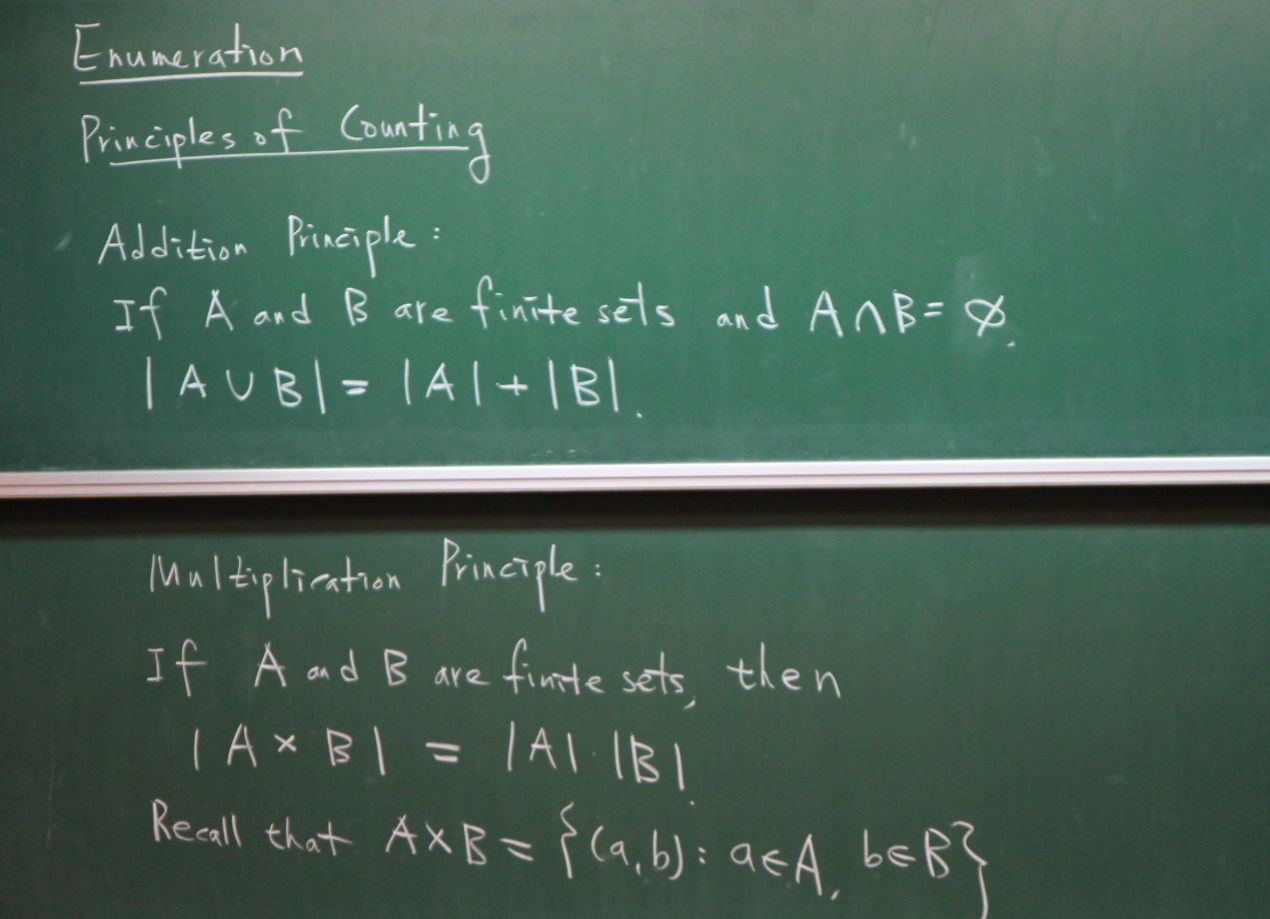 Enumeration
Principles of Counting
Addition Principle:
If A and B are finite sets and A∩B=∅.
|A∪B|=|A|+|B|.
Multiplication Principle:
If A and B are finite sets, then
|A×B| = |A|·|B|.
Recall that A×B={(a,b): a∈A, b∈B}